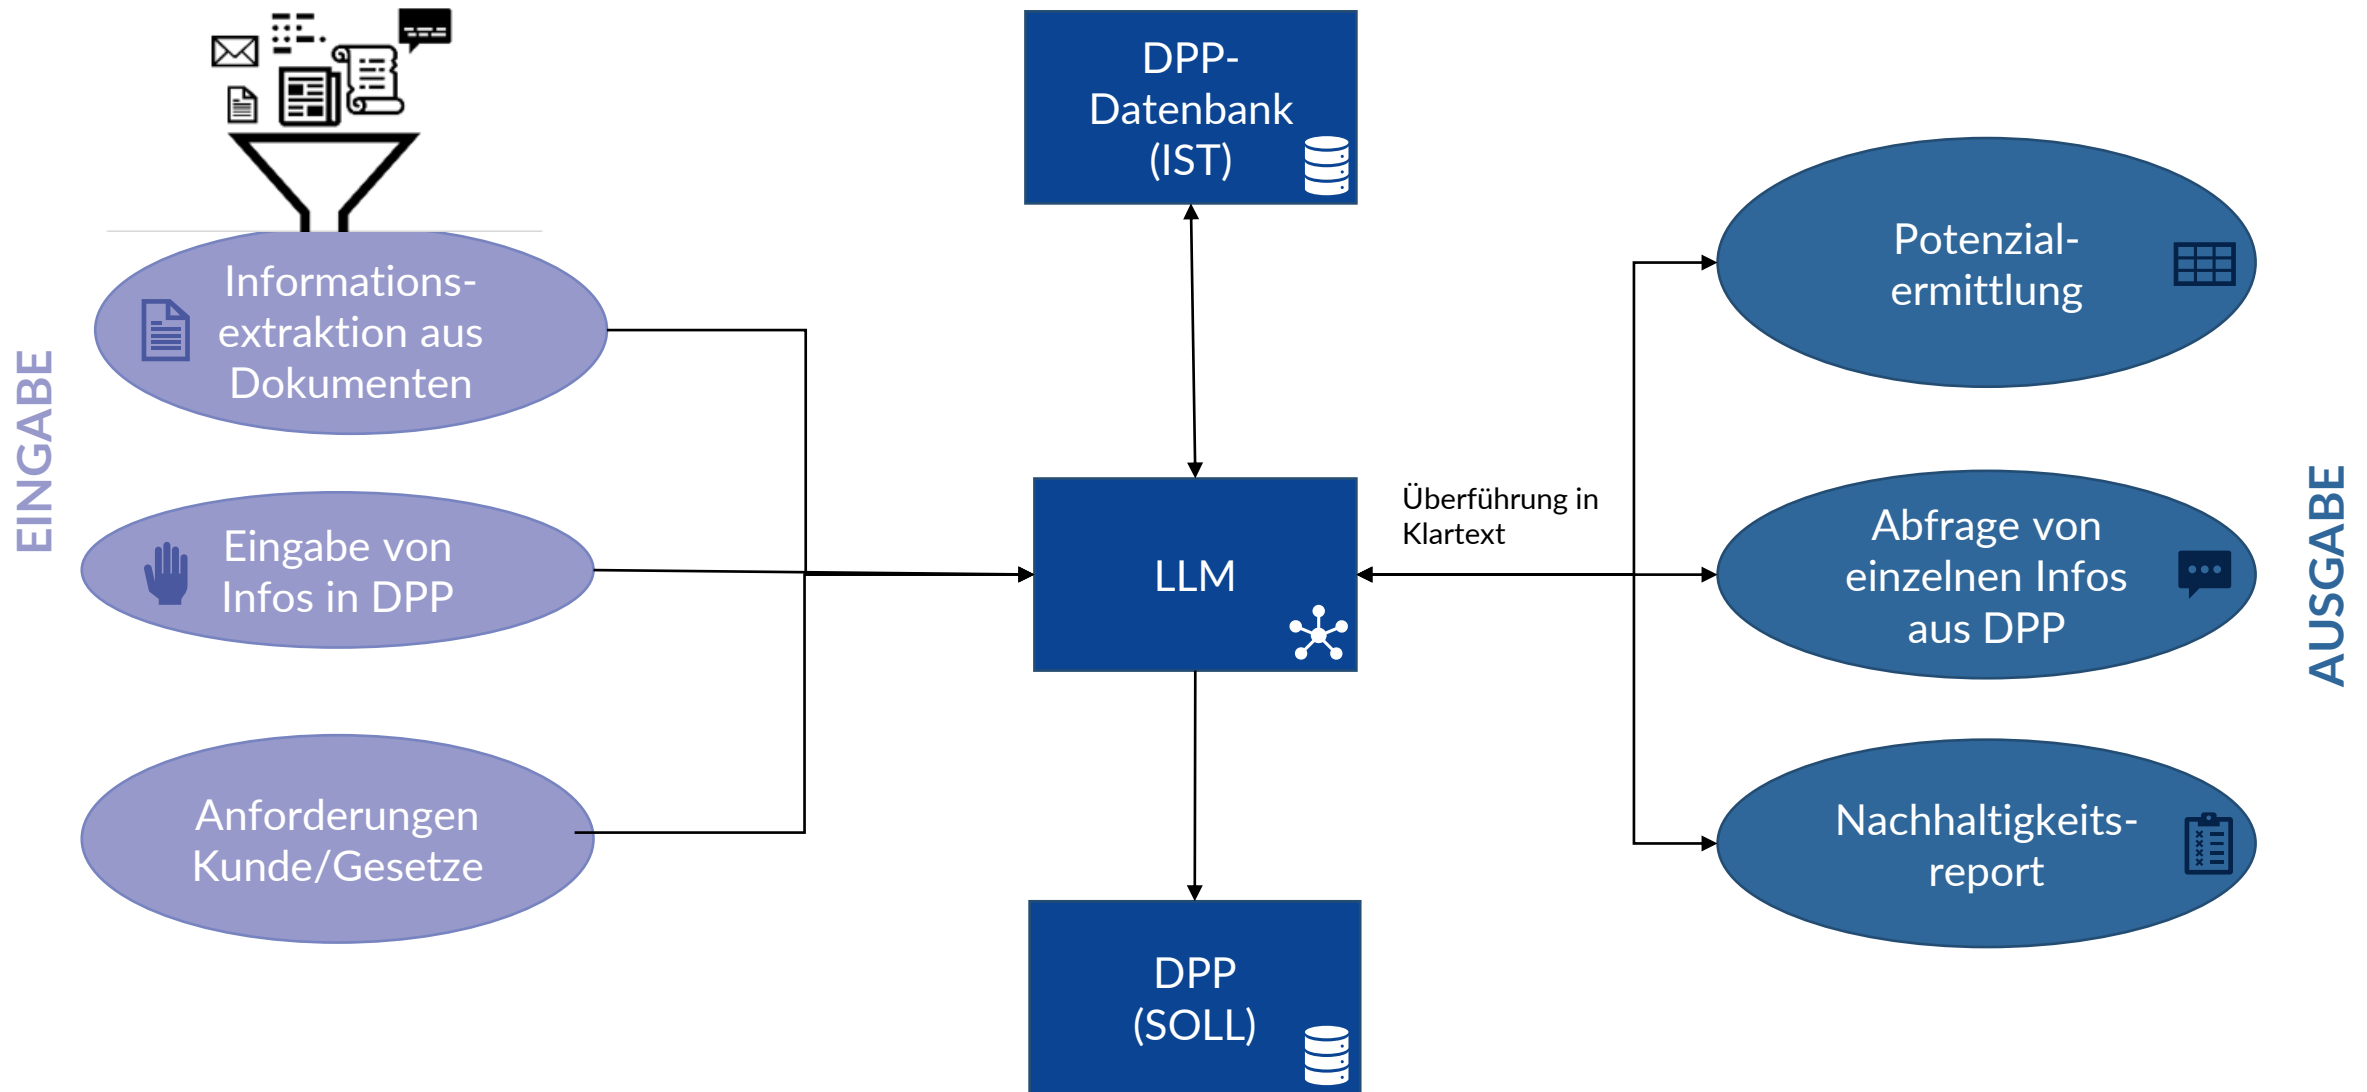 EINGABE
Informations-
extraktion aus
Dokumenten
Eingabe von
Infos in DPP
Anforderungen
Kunde/Gesetze
DPP-
Datenbank
(IST)
LLM
DPP
(SOLL)
Überführung in
Klartext
Potenzial-
ermittlung
Abfrage von
einzelnen Infos
aus DPP
Nachhaltigkeits-
report
AUSGABE